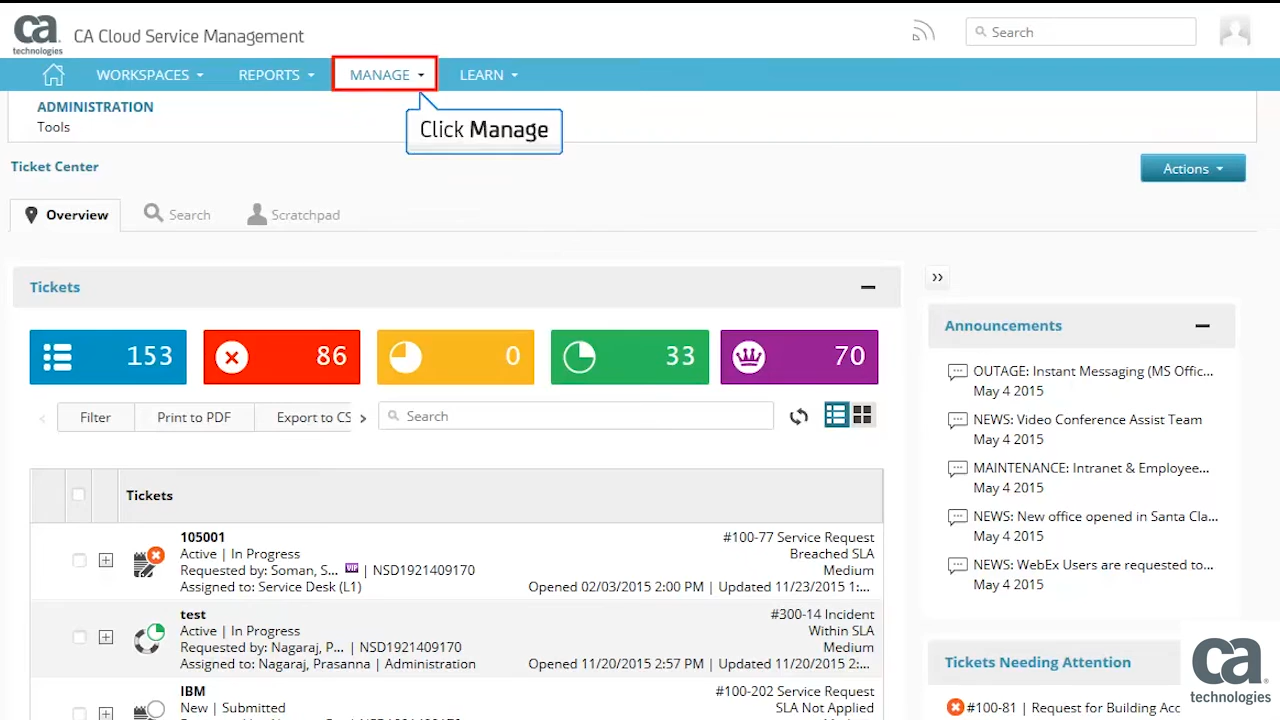 ca technologies
CA Cloud Service Management
Search
WORKSPACES
REPORTS
MANAGE
LEARN
ADMINISTRATION
Tools
Click Manage
Ticket Center
Actions
Overview
Search
Scratchpad
Tickets
153
86
0
33
70
Filter
Print to PDF
Export to CS
Search
Tickets
105001
#100-77 Service Request
Active | In Progress
Breached SLA
Requested by: Soman, S... VIP | NSD1921409170
Medium
Assigned to: Service Desk (L1)
Opened 02/03/2015 2:00 PM | Updated 11/23/2015 1:...
test
#300-14 Incident
Active | In Progress
Within SLA
Requested by: Nagaraj, P... | NSD1921409170
Medium
Assigned to: Nagaraj, Prasanna | Administration
Opened 11/20/2015 2:57 PM | Updated 11/20/2015 2:...
IBM
#100-202 Service Request
New | Submitted
SLA Not Applied
Medium
Announcements
OUTAGE: Instant Messaging (MS Offic...
May 4 2015
NEWS: Video Conference Assist Team
May 4 2015
MAINTENANCE: Intranet & Employee...
May 4 2015
NEWS: New office opened in Santa Cla...
May 4 2015
NEWS: WebEx Users are requested to...
May 4 2015
Tickets Needing Attention
#100-81 | Request for Building Acc
ca technologies